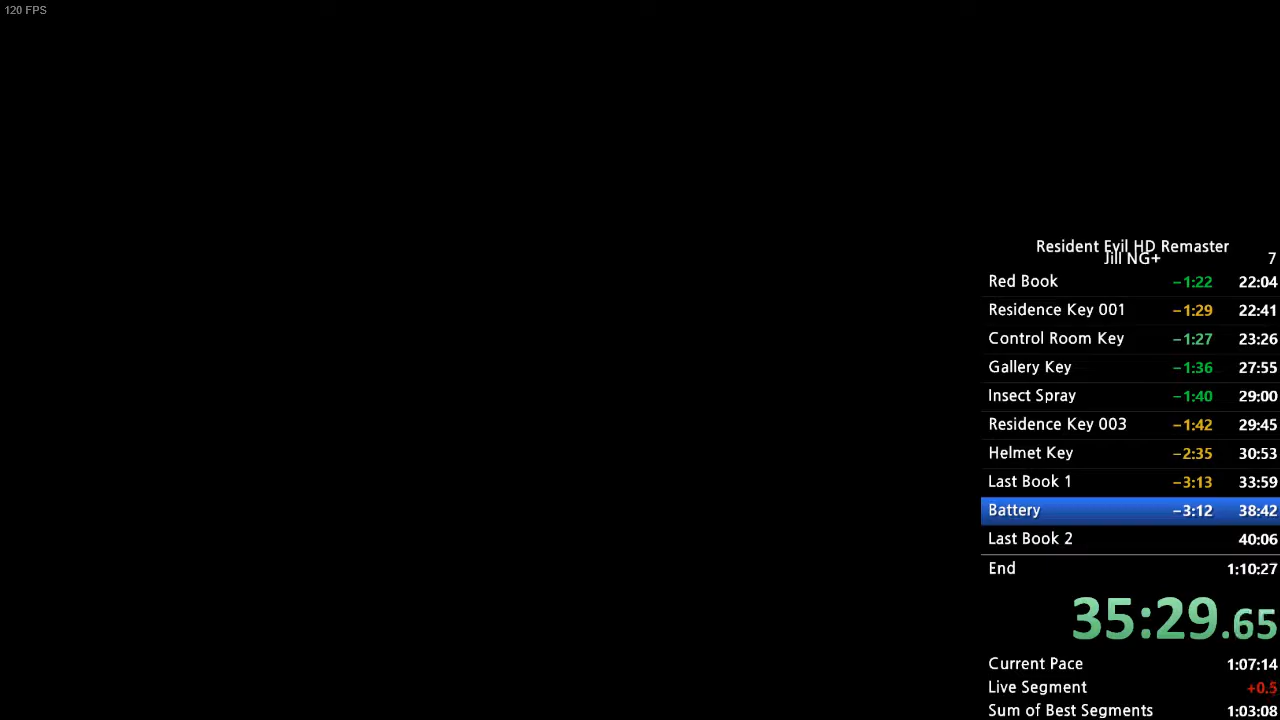 120 FPS
Resident Evil HD Remaster
Jill NG+ 7
Red Book −1:22 22:04
Residence Key 001 −1:29 22:41
Control Room Key −1:27 23:26
Gallery Key −1:36 27:55
Insect Spray −1:40 29:00
Residence Key 003 −1:42 29:45
Helmet Key −2:35 30:53
Last Book 1 −3:13 33:59
Battery −3:12 38:42
Last Book 2 40:06
End 1:10:27
35:29.65
Current Pace 1:07:14
Live Segment +0.5
Sum of Best Segments 1:03:08